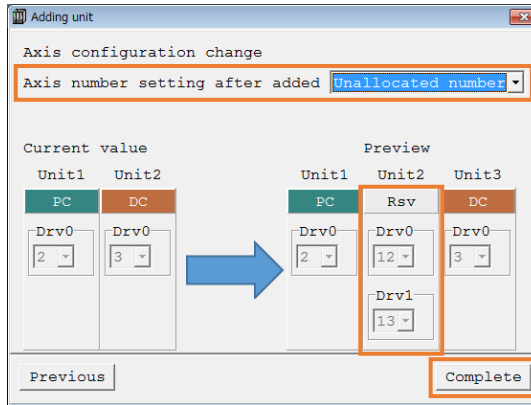 Adding unit
Axis configuration change
Axis number setting after added Unallocated number
Current value Preview
Unit1 Unit2 Unit1 Unit2 Unit3
PC DC PC Rsv DC
Drv0 Drv0 Drv0 Drv0 Drv0
2 3 2 12 3
Drv1
13
Previous Complete